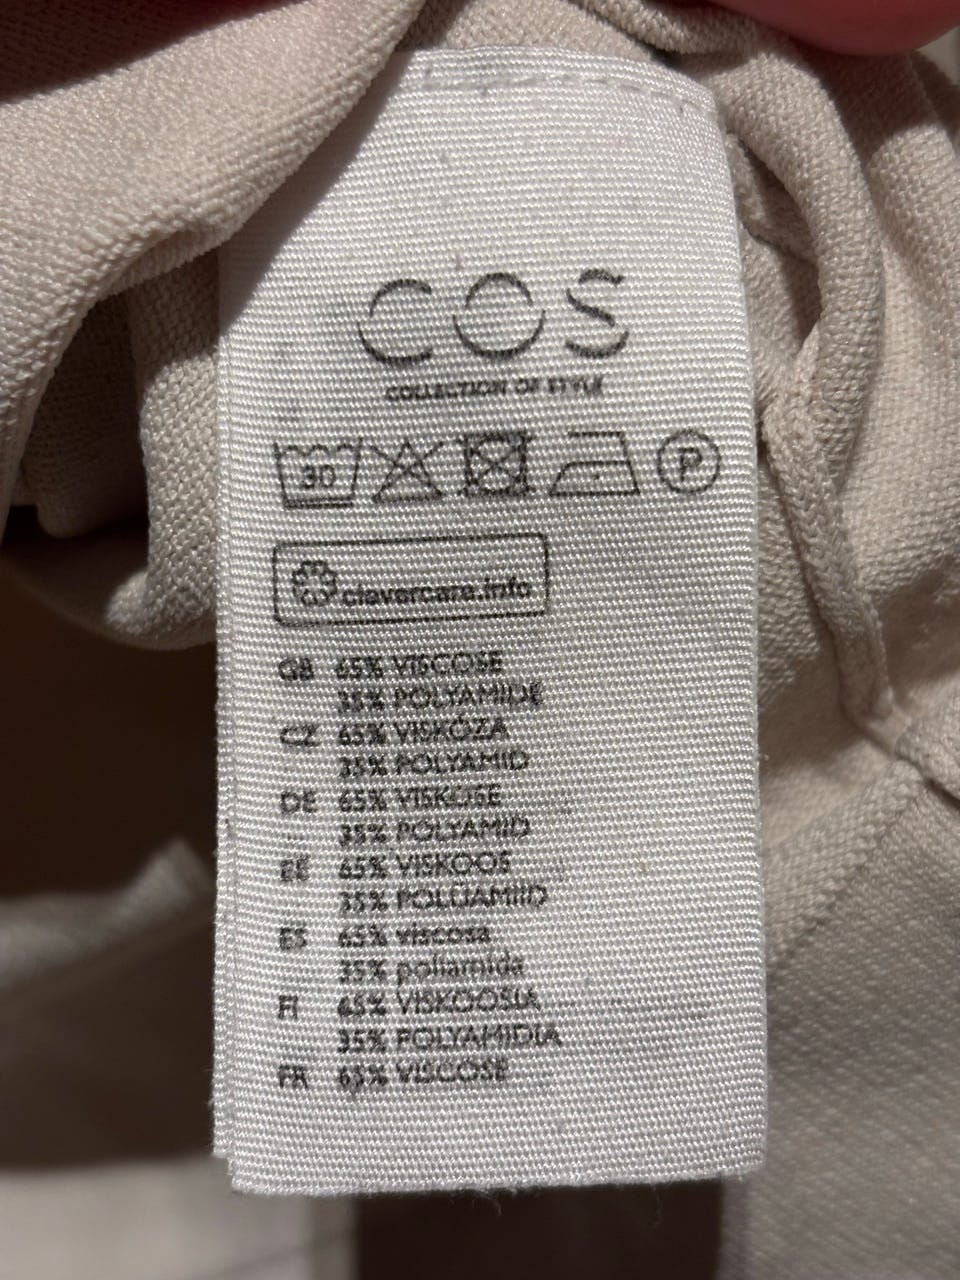 COS
COLLECTION OF STYLE
30 P
clevercare.info
GB 65% VISCOSE
35% POLYAMIDE
CZ 65% VISKÓZA
35% POLYAMID
DE 65% VISKOSE
35% POLYAMID
EE 65% VISKOOS
35% POLÜAMIID
ES 65% viscosa
35% poliamida
FI 65% VISKOOSIA
35% POLYAMIDIA
FR 65% VISCOSE